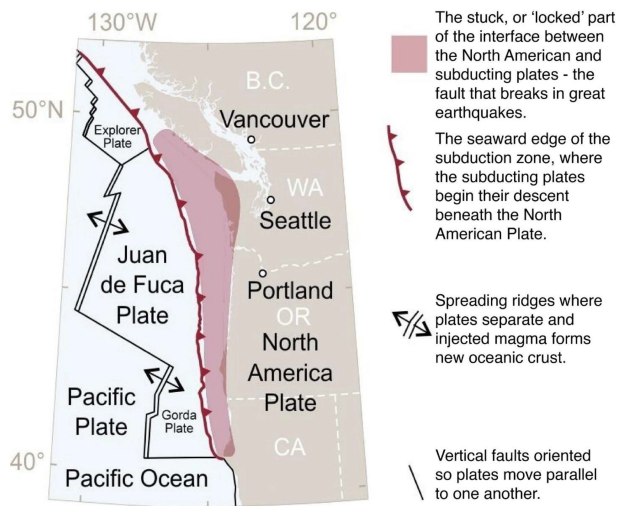 130°W
120°
50°N
40°
B.C.
Vancouver
Explorer
Plate
WA
Seattle
Juan
de Fuca
Plate
Portland
OR
North
America
Plate
Pacific
Plate
Gorda
Plate
CA
Pacific Ocean
The stuck, or ‘locked’ part
of the interface between
the North American and
subducting plates - the
fault that breaks in great
earthquakes.
The seaward edge of the
subduction zone, where
the subducting plates
begin their descent
beneath the North
American Plate.
Spreading ridges where
plates separate and
injected magma forms
new oceanic crust.
Vertical faults oriented
so plates move parallel
to one another.